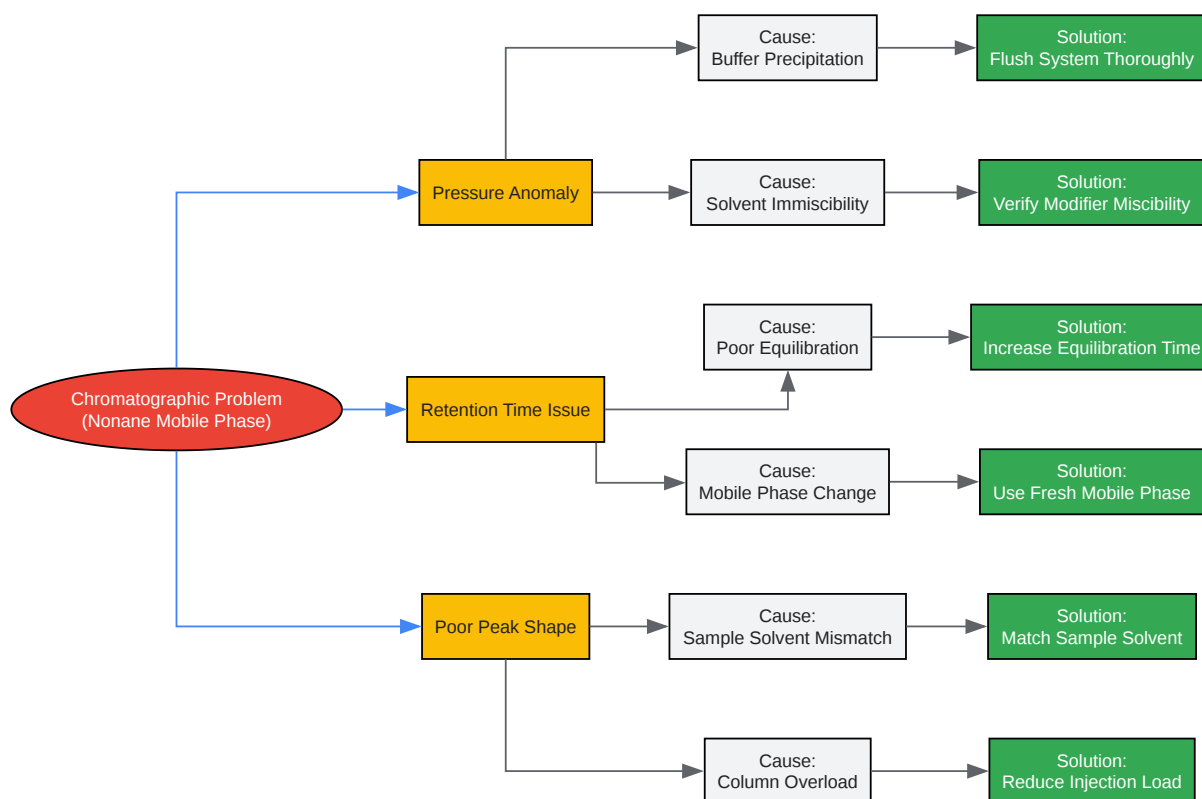 Cause:
Buffer Precipitation
Solution:
Flush System Thoroughly
Pressure Anomaly
Cause:
Solvent Immiscibility
Solution:
Verify Modifier Miscibility
Cause:
Poor Equilibration
Solution:
Increase Equilibration Time
Chromatographic Problem
(Nonane Mobile Phase)
Retention Time Issue
Cause:
Mobile Phase Change
Solution:
Use Fresh Mobile Phase
Poor Peak Shape
Cause:
Sample Solvent Mismatch
Solution:
Match Sample Solvent
Cause:
Column Overload
Solution:
Reduce Injection Load